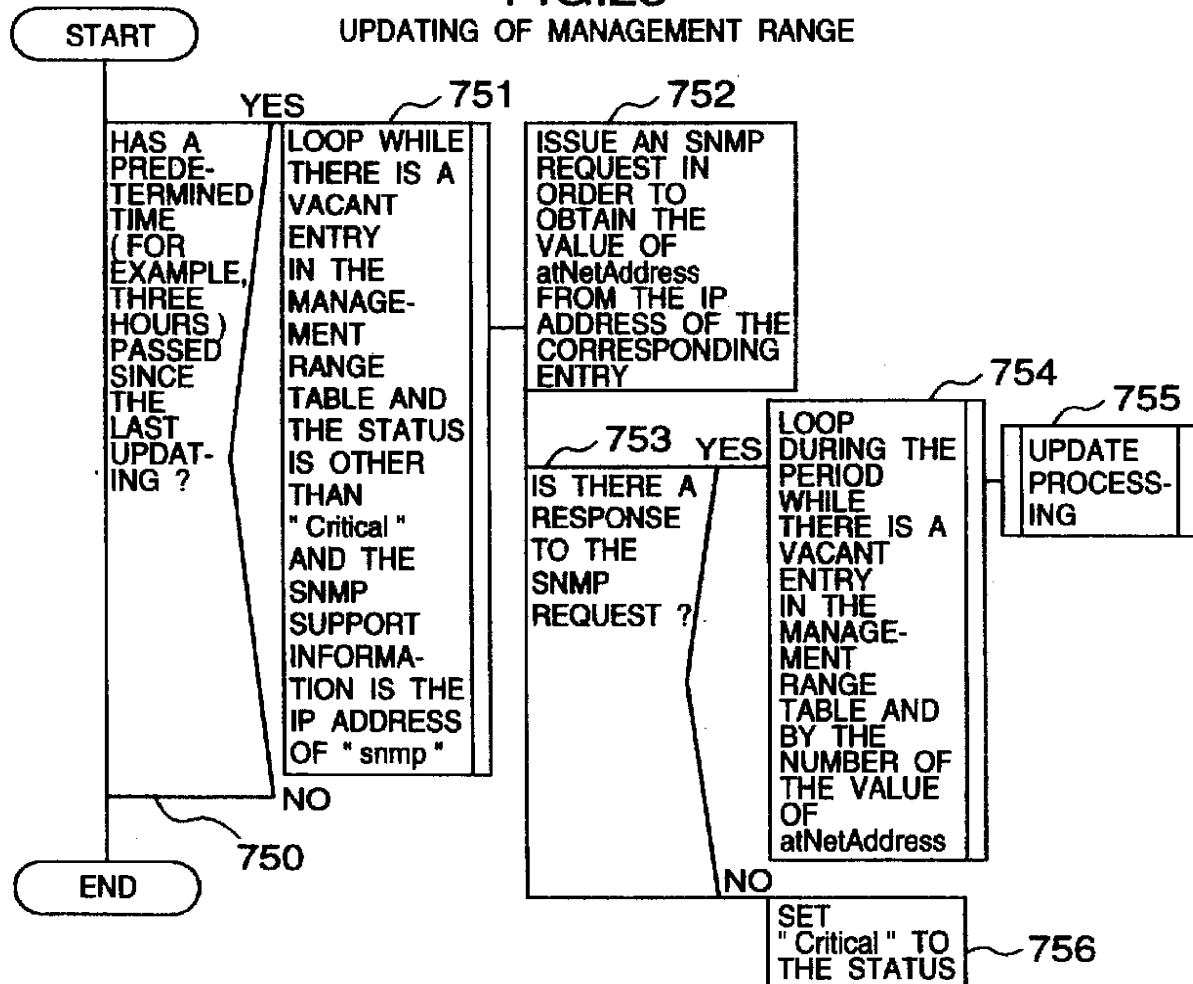 UPDATING OF MANAGEMENT RANGE
START
YES
751
752
HAS A
PREDE-
TERMINED
TIME
(FOR
EXAMPLE,
THREE
HOURS)
PASSED
SINCE
THE
LAST
UPDAT-
ING ?
LOOP WHILE
THERE IS A
VACANT
ENTRY
IN THE
MANAGE-
MENT
RANGE
TABLE AND
THE STATUS
IS OTHER
THAN
"Critical"
AND THE
SNMP
SUPPORT
INFORMA-
TION IS THE
IP ADDRESS
OF "snmp"
ISSUE AN SNMP
REQUEST IN
ORDER TO
OBTAIN THE
VALUE OF
atNetAddress
FROM THE IP
ADDRESS OF THE
CORRESPONDING
ENTRY
753
YES
754
755
IS THERE A
RESPONSE
TO THE
SNMP
REQUEST ?
LOOP
DURING THE
PERIOD
WHILE
THERE IS A
VACANT
ENTRY
IN THE
MANAGE-
MENT
RANGE
TABLE AND
BY THE
NUMBER OF
THE VALUE
OF
atNetAddress
UPDATE
PROCESS-
ING
NO
750
END
NO
SET
"Critical" TO
THE STATUS
756